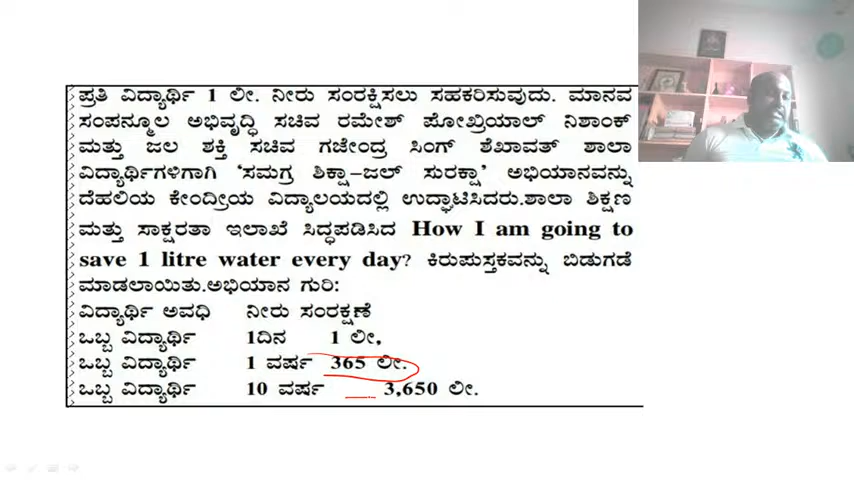 ಪ್ರತಿ ವಿದ್ಯಾರ್ಥಿ 1 ಲೀ. ನೀರು ಸಂರಕ್ಷಿಸಲು ಸಹಕರಿಸುವುದು. ಮಾನವ
ಸಂಪನ್ಮೂಲ ಅಭಿವೃದ್ಧಿ ಸಚಿವ ರಮೇಶ್ ಪೋಖ್ರಿಯಾಲ್ ನಿಶಾಂಕ್
ಮತ್ತು ಜಲ ಶಕ್ತಿ ಸಚಿವ ಗಜೇಂದ್ರ ಸಿಂಗ್ ಶೆಖಾವತ್ ಶಾಲಾ
ವಿದ್ಯಾರ್ಥಿಗಳಿಗಾಗಿ ‘ಸಮಗ್ರ ಶಿಕ್ಷಾ–ಜಲ್ ಸುರಕ್ಷಾ’ ಅಭಿಯಾನವನ್ನು
ದೆಹಲಿಯ ಕೇಂದ್ರೀಯ ವಿದ್ಯಾಲಯದಲ್ಲಿ ಉದ್ಘಾಟಿಸಿದರು.ಶಾಲಾ ಶಿಕ್ಷಣ
ಮತ್ತು ಸಾಕ್ಷರತಾ ಇಲಾಖೆ ಸಿದ್ಧಪಡಿಸಿದ How I am going to
save 1 litre water every day? ಕಿರುಪುಸ್ತಕವನ್ನು ಬಿಡುಗಡೆ
ಮಾಡಲಾಯಿತು.ಅಭಿಯಾನ ಗುರಿ:
ವಿದ್ಯಾರ್ಥಿ ಅವಧಿ ನೀರು ಸಂರಕ್ಷಣೆ
ಒಬ್ಬ ವಿದ್ಯಾರ್ಥಿ 1ದಿನ 1 ಲೀ.
ಒಬ್ಬ ವಿದ್ಯಾರ್ಥಿ 1 ವರ್ಷ 365 ಲೀ.
ಒಬ್ಬ ವಿದ್ಯಾರ್ಥಿ 10 ವರ್ಷ 3,650 ಲೀ.